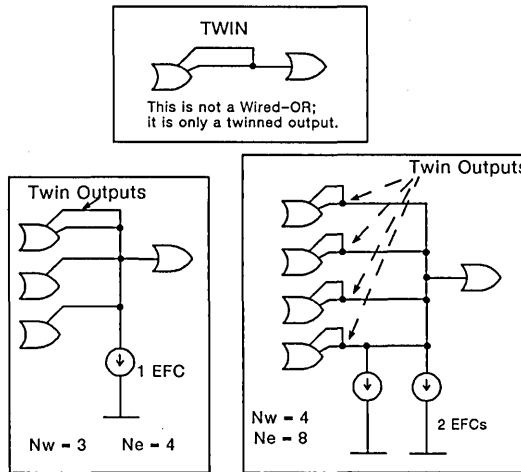 TWIN
This is not a Wired-OR;
it is only a twinned output.
Twin Outputs
1 EFC
Nw = 3 Ne = 4
Twin Outputs
2 EFCs
Nw = 4
Ne = 8